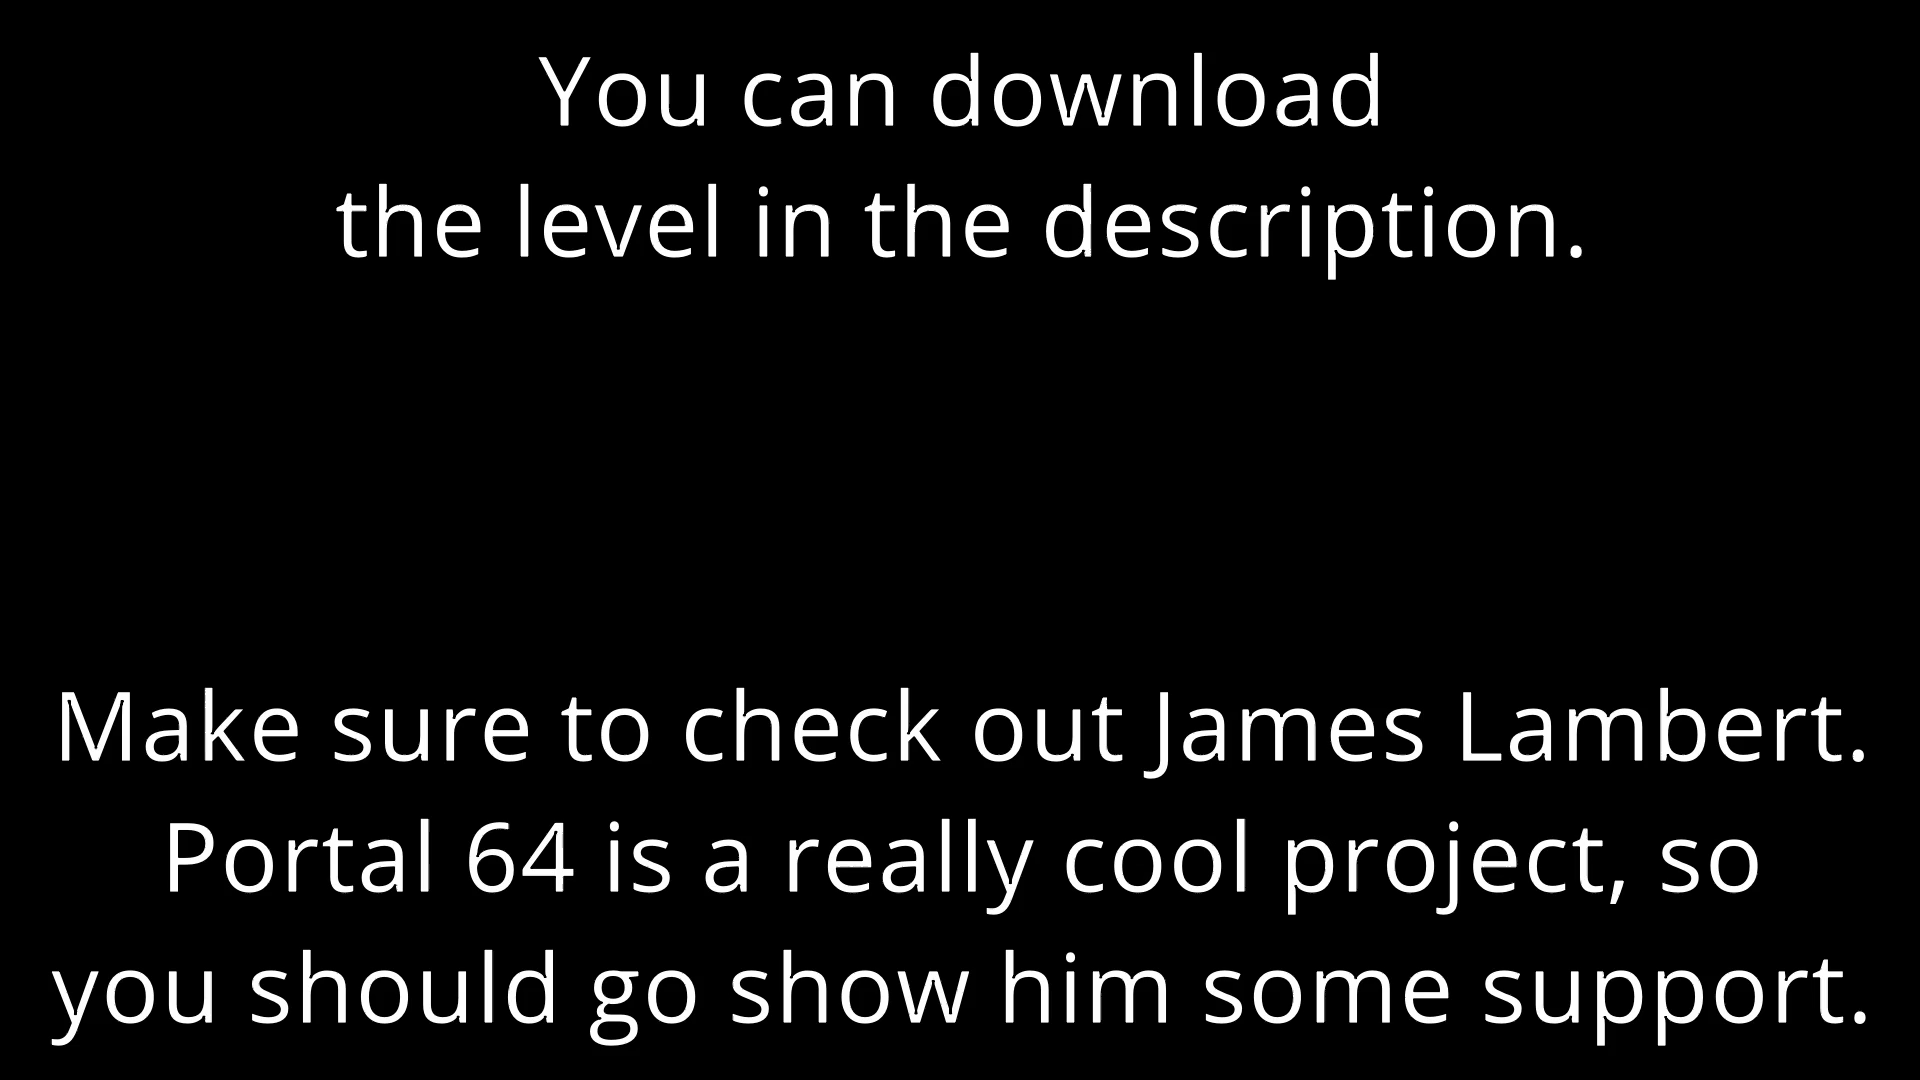 You can download
the level in the description.
Make sure to check out James Lambert.
Portal 64 is a really cool project, so
you should go show him some support.